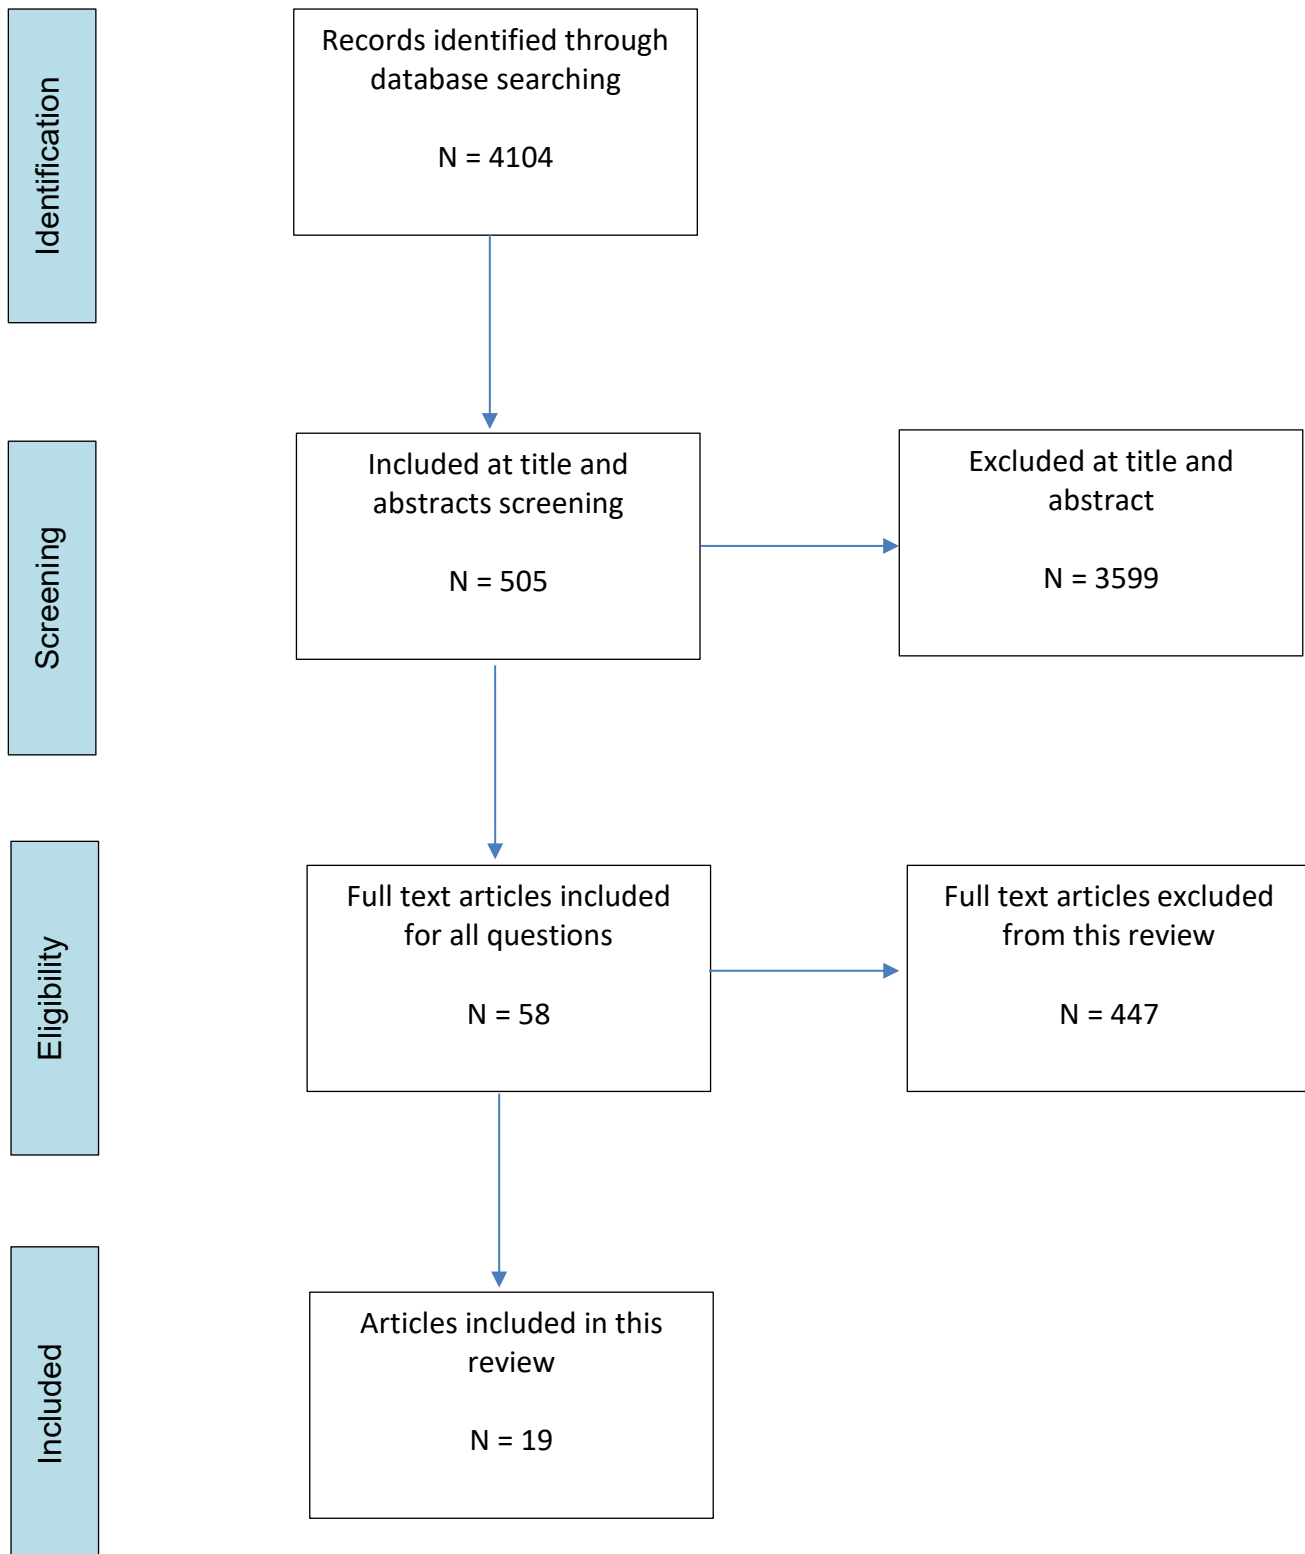 Identification
Records identified through
database searching
N = 4104
Screening
Included at title and
abstracts screening
N = 505
Excluded at title and
abstract
N = 3599
Eligibility
Full text articles included
for all questions
N = 58
Full text articles excluded
from this review
N = 447
Included
Articles included in this
review
N = 19